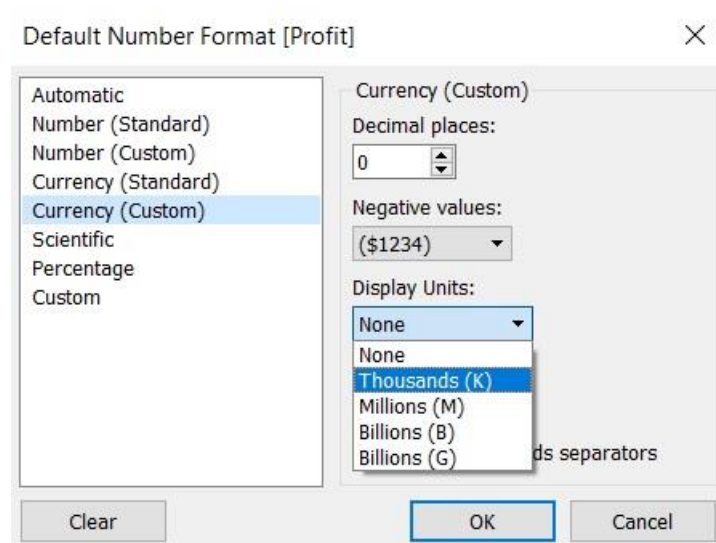 Default Number Format [Profit]
Automatic
Number (Standard)
Number (Custom)
Currency (Standard)
Currency (Custom)
Scientific
Percentage
Custom
Currency (Custom)
Decimal places:
0
Negative values:
($1234)
Display Units:
None
None
Thousands (K)
Millions (M)
Billions (B)
Billions (G)
ds separators
Clear
OK
Cancel